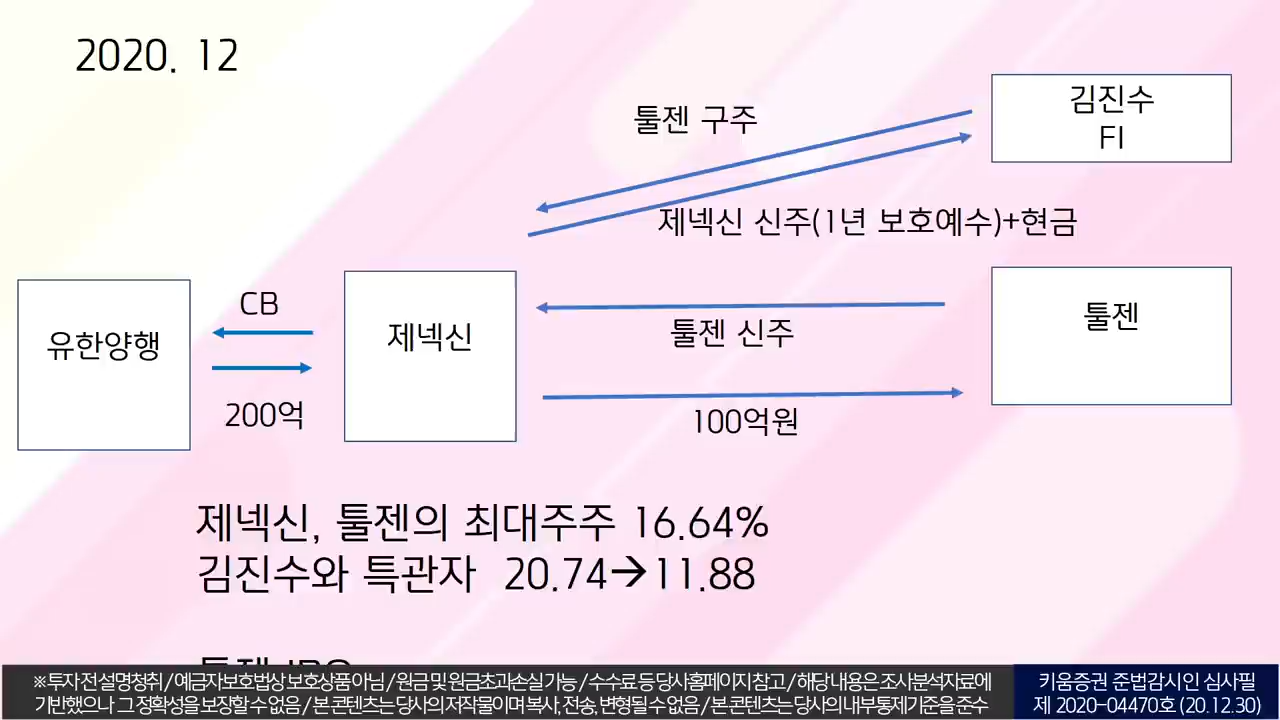 2020. 12
김진수
FI
툴젠 구주
제넥신 신주(1년 보호예수)+현금
CB
유한양행
200억
제넥신
툴젠 신주
100억원
툴젠
제넥신, 툴젠의 최대주주 16.64%
김진수와 특관자 20.74→11.88
※ 투자 전 설명청취 / 예금자보호법상 보호상품 아님 / 원금 및 원금초과손실 가능 / 수수료 등 당사홈페이지 참고 / 해당 내용은 조사분석자료에
기반했으나 그 정확성을 보장할 수 없음 / 본 콘텐츠는 당사의 저작물이며 복사, 전송, 변형될 수 없음 / 본 콘텐츠는 당사의 내부통제기준을 준수
키움증권 준법감시인 심사필
제 2020-04470호 (20.12.30)